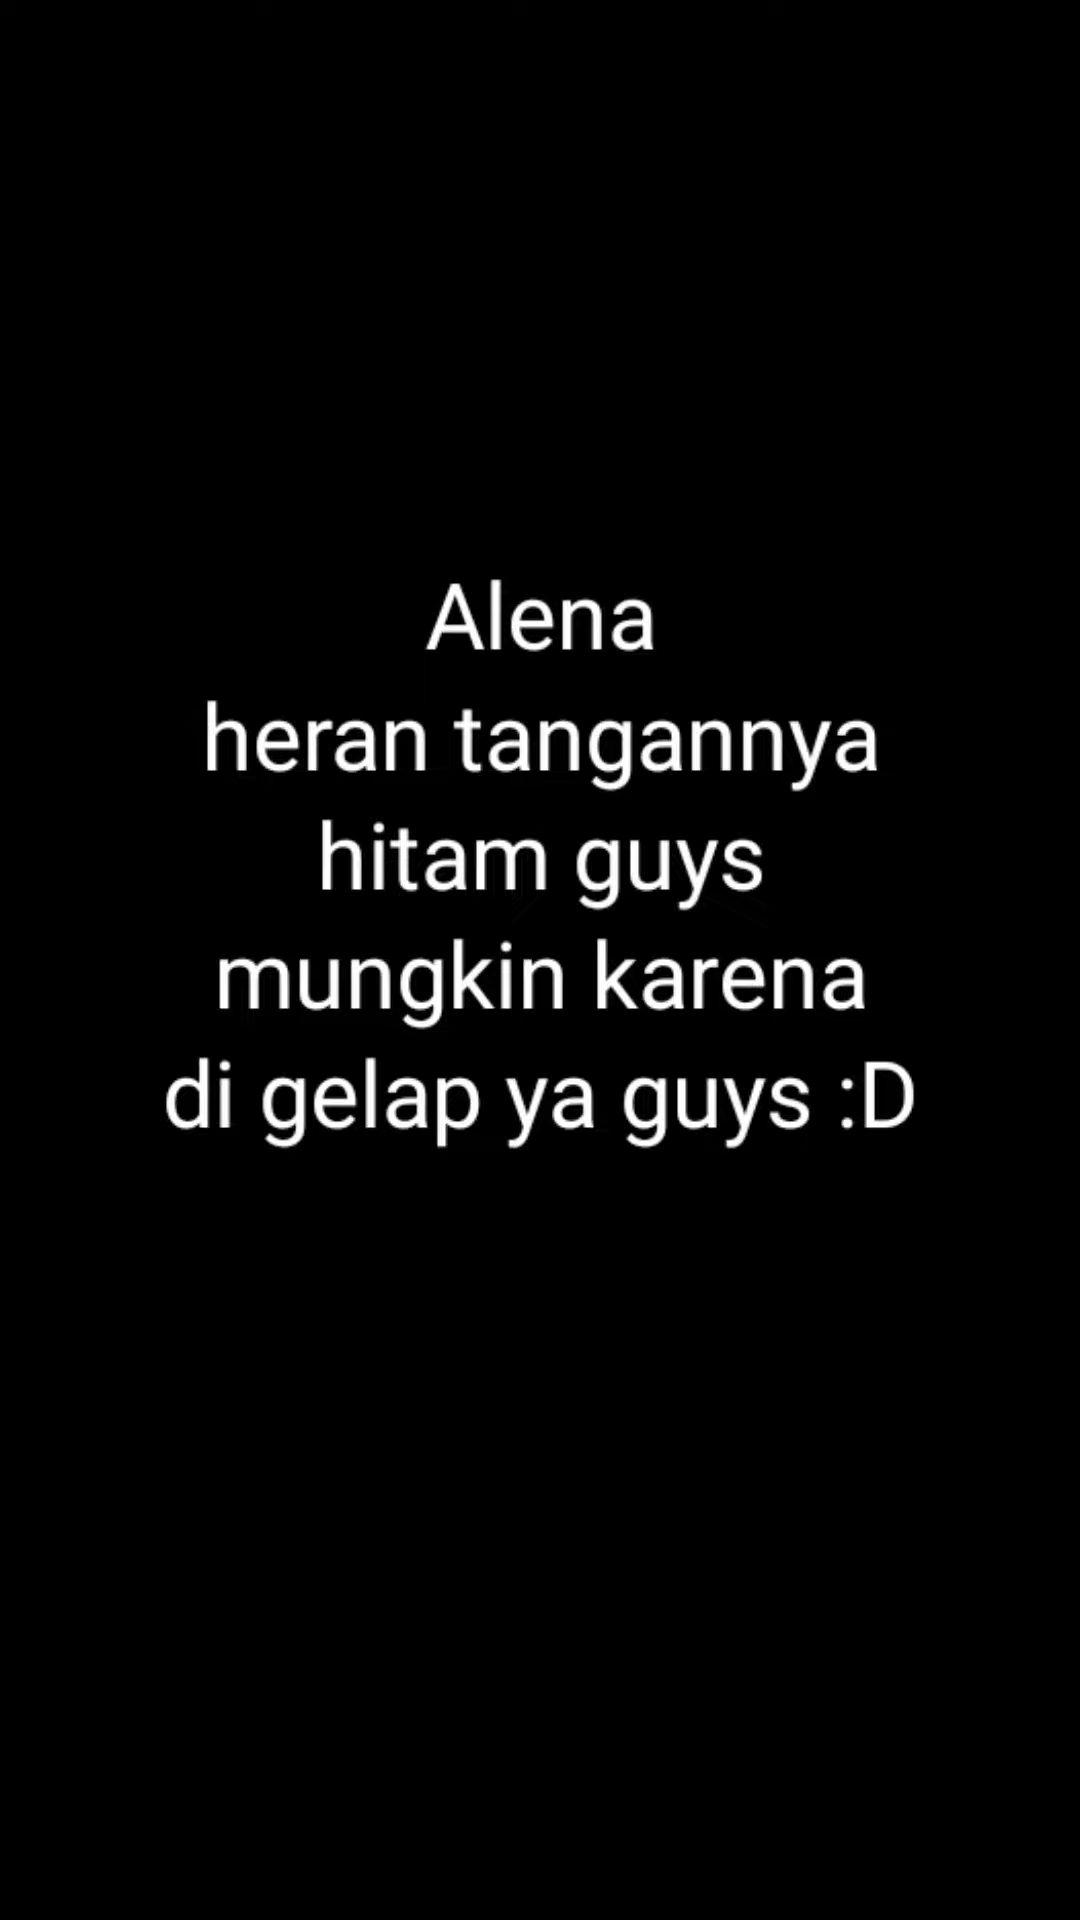 Alena
heran tangannya
hitam guys
mungkin karena
di gelap ya guys :D